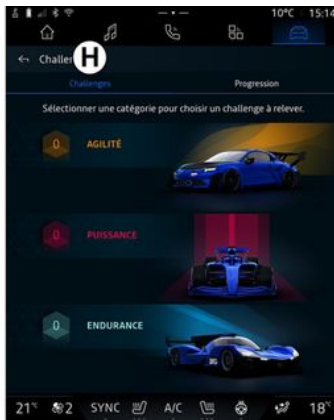 10°C 15:14
Challen
H
Challenges Progression
Sélectionner une catégorie pour choisir un challenge à relever.
0 AGILITÉ
0 PUISSANCE
0 ENDURANCE
21°c 2 SYNC A/C 18°c